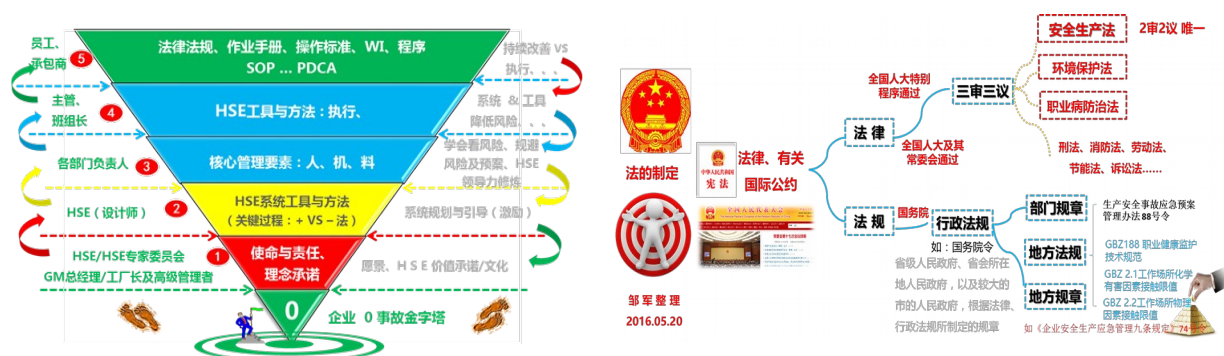 员工、
承包商
5
法律法规、作业手册、操作标准、WI、程序
SOP ... PDCA
持续改善 VS
执行、、、
主管、
班组长
4
HSE工具与方法：执行、
系统 & 工具
降低风险、、、
各部门负责人
3
核心管理要素：人、机、料
学会看风险、规避
风险及预案、HSE
领导力修炼
HSE（设计师）
2
HSE系统工具与方法
（关键过程：+ VS – 法）
系统规划与引导（激励）
HSE/HSE专家委员会
GM总经理/工厂长及高级管理者
1
使命与责任、
理念承诺
愿景、HSE 价值承诺/文化
0
企业 0 事故金字塔
法的制定
邹军整理
2016.05.20
中华人民共和国
宪法
法律、有关
国际公约
法律
全国人大特别
程序通过
全国人大及其
常委会通过
三审三议
安全生产法
2审2议 唯一
环境保护法
职业病防治法
刑法、消防法、劳动法、
节能法、诉讼法......
法规
国务院
行政法规
如：国务院令
省级人民政府、省会所在
地人民政府，以及较大的
市的人民政府，根据法律、
行政法规所制定的规章
部门规章
生产安全事故应急预案
管理办法 88号令
地方法规
GBZ188 职业健康监护
技术规范
地方规章
GBZ 2.1工作场所化学
有害因素接触限值
GBZ 2.2工作场所物理
因素接触限值
如《企业安全生产应急管理九条规定》74号令